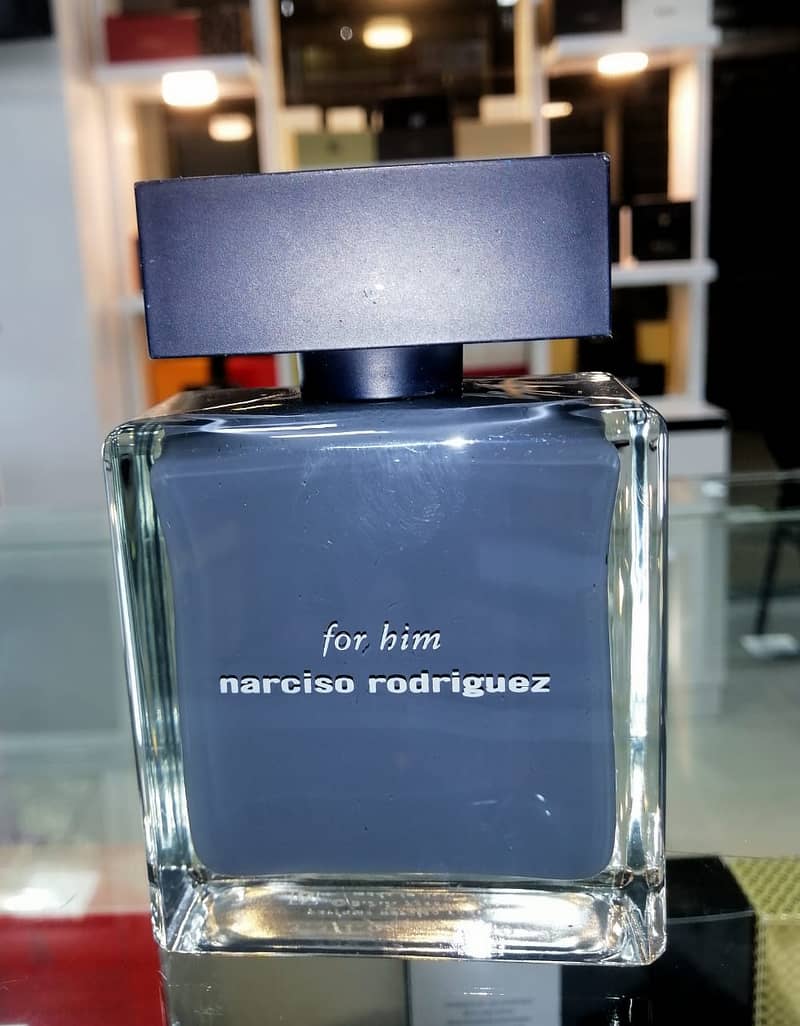 for him
narciso rodriguez